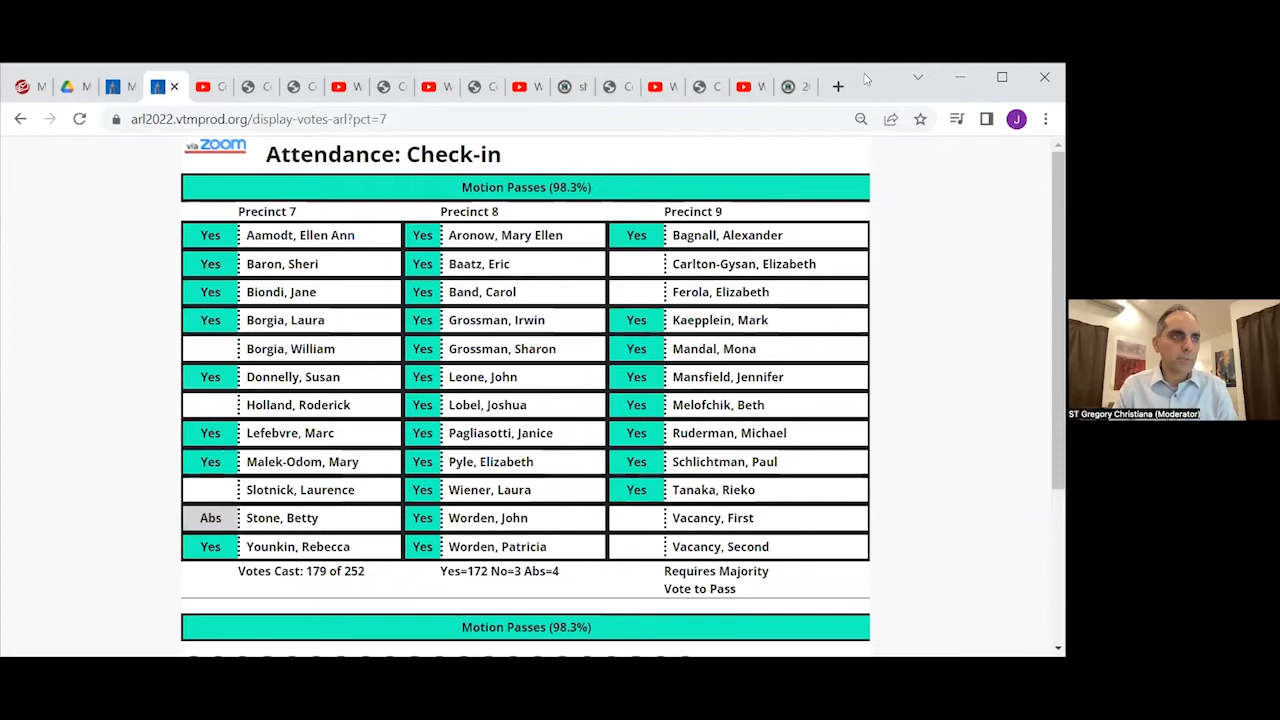 M
M
M
C
C
C
W
C
W
C
W
C
W
C
W
2
arl2022.vtmprod.org/display-votes-arl?pct=7
J
via zoom
Attendance: Check-in
Motion Passes (98.3%)
Precinct 7 Precinct 8 Precinct 9
Yes Aamodt, Ellen Ann Yes Aronow, Mary Ellen Yes Bagnall, Alexander
Yes Baron, Sheri Yes Baatz, Eric Carlton-Gysan, Elizabeth
Yes Biondi, Jane Yes Band, Carol Ferola, Elizabeth
Yes Borgia, Laura Yes Grossman, Irwin Yes Kaepplein, Mark
Borgia, William Yes Grossman, Sharon Yes Mandal, Mona
Yes Donnelly, Susan Yes Leone, John Yes Mansfield, Jennifer
Holland, Roderick Yes Lobel, Joshua Yes Melofchik, Beth
Yes Lefebvre, Marc Yes Pagliasotti, Janice Yes Ruderman, Michael
Yes Malek-Odom, Mary Yes Pyle, Elizabeth Yes Schlichtman, Paul
Slotnick, Laurence Yes Wiener, Laura Yes Tanaka, Rieko
Abs Stone, Betty Yes Worden, John Vacancy, First
Yes Younkin, Rebecca Yes Worden, Patricia Vacancy, Second
Votes Cast: 179 of 252 Yes=172 No=3 Abs=4 Requires Majority
Vote to Pass
Motion Passes (98.3%)
ST Gregory Christiana (Moderator)